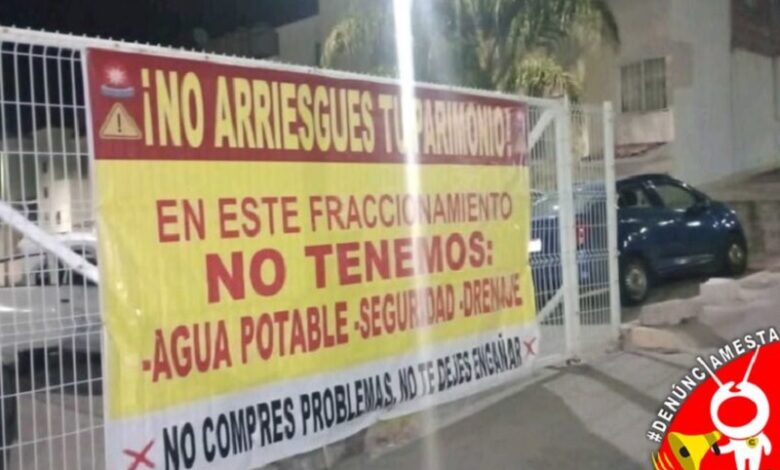 ¡NO ARRIESGUES TU PARIMONIO!
EN ESTE FRACCIONAMIENTO
NO TENEMOS:
-AGUA POTABLE -SEGURIDAD -DRENAJE
NO COMPRES PROBLEMAS, NO TE DEJES ENGAÑAR
#DENÚNCIAMESTA